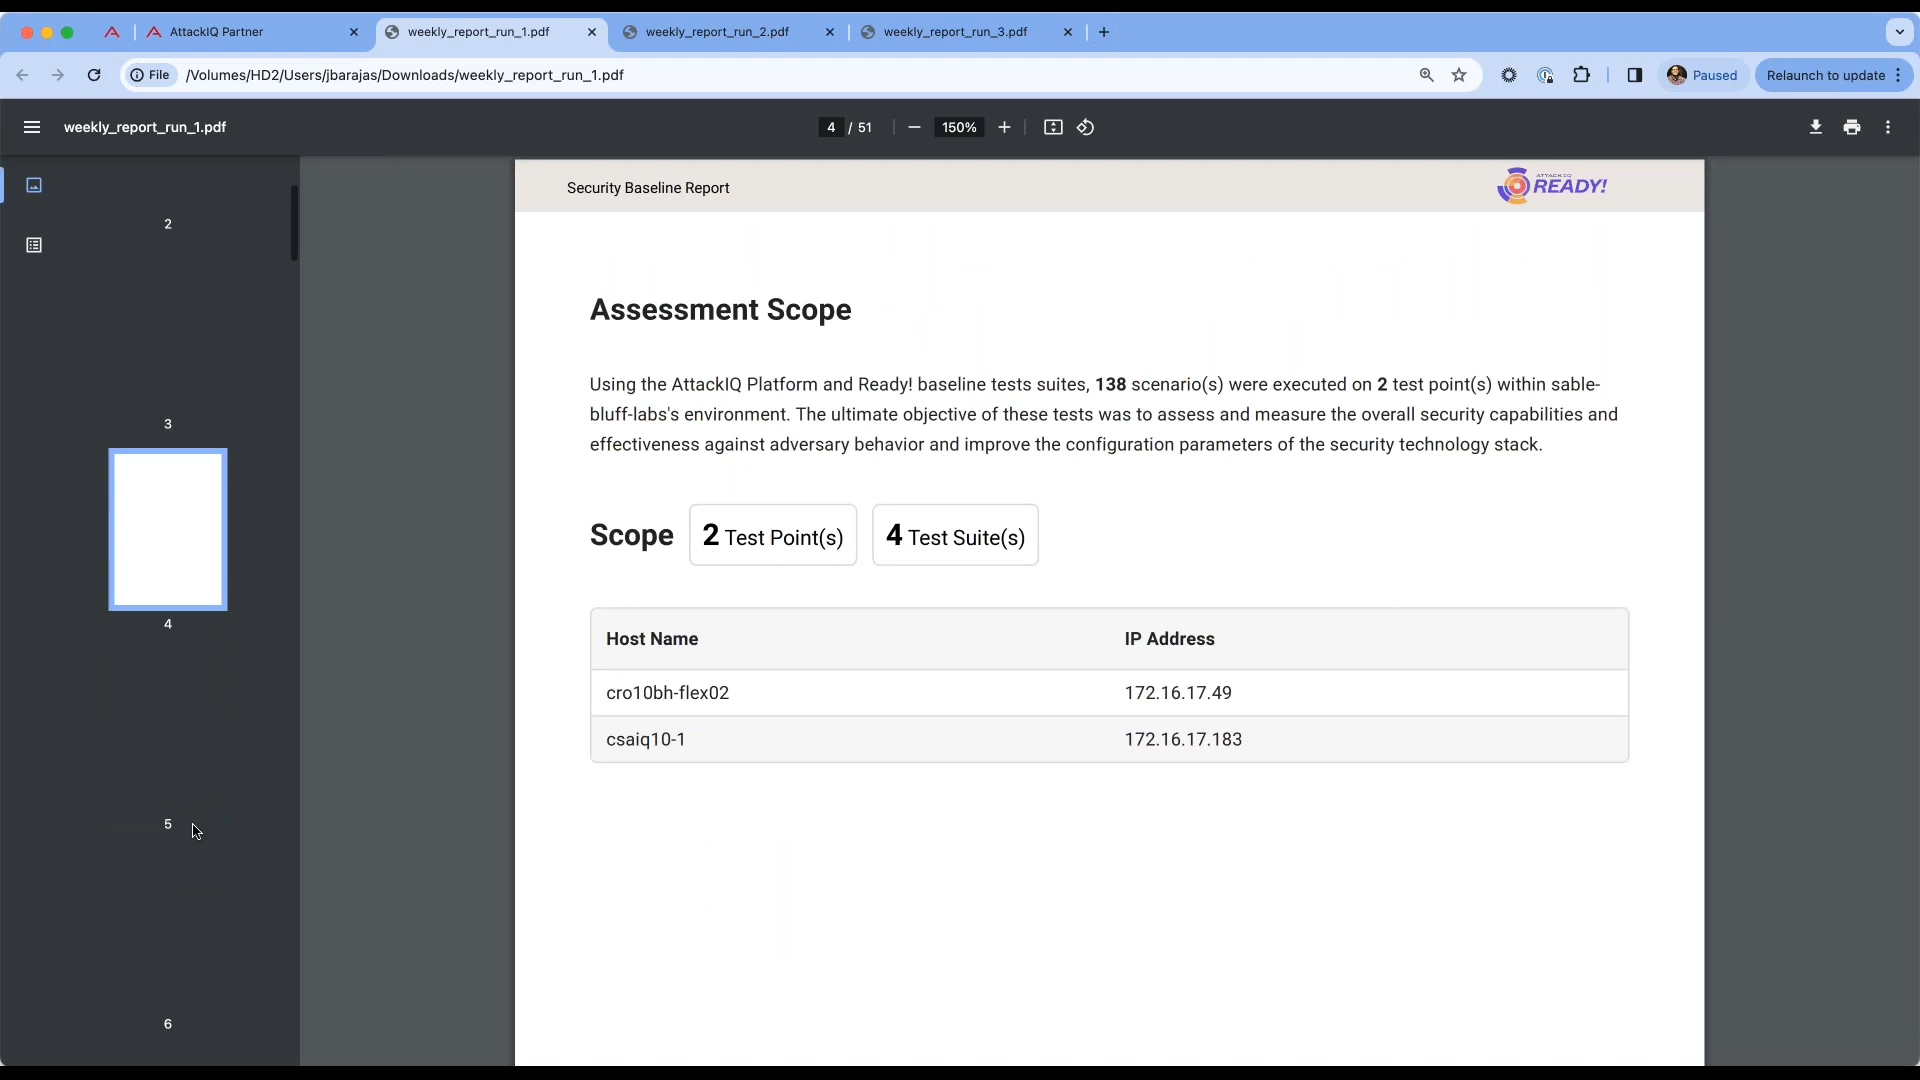 AttackIQ Partner
weekly_report_run_1.pdf
weekly_report_run_2.pdf
weekly_report_run_3.pdf
File
/Volumes/HD2/Users/jbarajas/Downloads/weekly_report_run_1.pdf
Paused
Relaunch to update
weekly_report_run_1.pdf
4 / 51
150%
2
3
4
5
6
Security Baseline Report
ATTACKIQ
READY!
Assessment Scope
Using the AttackIQ Platform and Ready! baseline tests suites, 138 scenario(s) were executed on 2 test point(s) within sable-
bluff-labs's environment. The ultimate objective of these tests was to assess and measure the overall security capabilities and
effectiveness against adversary behavior and improve the configuration parameters of the security technology stack.
Scope
2 Test Point(s)
4 Test Suite(s)
Host Name IP Address
cro10bh-flex02 172.16.17.49
csaiq10-1 172.16.17.183